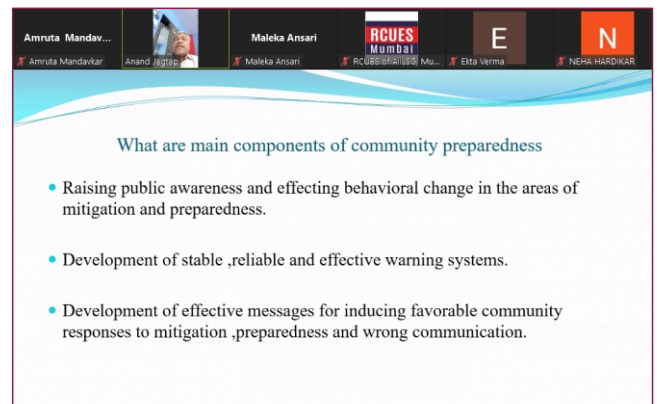 Amruta Mandav...
Maleka Ansari
RCUES
Mumbai
E
N
Amruta Mandavkar
Anand Jagtap
Maleka Ansari
RCUES of AIILSG, Mu...
Ekta Verma
NEHA HARDIKAR
What are main components of community preparedness
Raising public awareness and effecting behavioral change in the areas of
mitigation and preparedness.
Development of stable ,reliable and effective warning systems.
Development of effective messages for inducing favorable community
responses to mitigation ,preparedness and wrong communication.